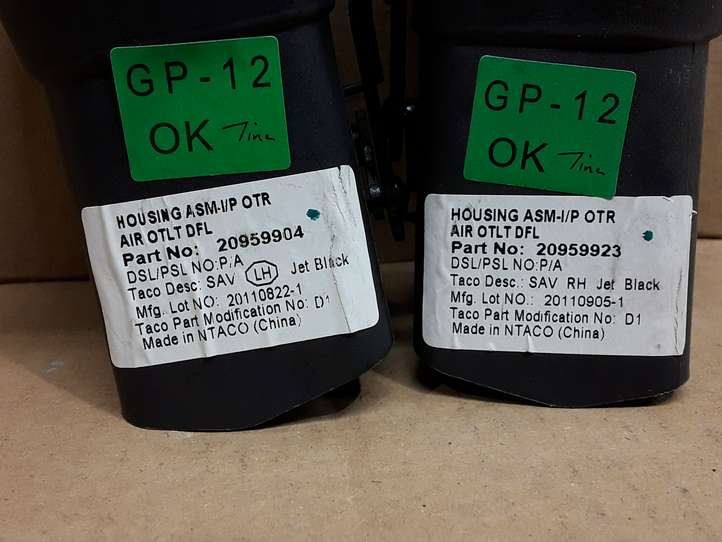 GP-12
OK Tina
HOUSING ASM-I/P OTR
AIR OTLT DFL
Part No: 20959904
DSL/PSL NO:P/A
Taco Desc: SAV LH Jet Black
Mfg. Lot NO: 20110822-1
Taco Part Modification No: D1
Made in NTACO (China)
GP-12
OK Tina
HOUSING ASM-I/P OTR
AIR OTLT DFL
Part No: 20959923
DSL/PSL NO:P/A
Taco Desc.: SAV RH Jet Black
Mfg. Lot NO.: 20110905-1
Taco Part Modification No: D1
Made in NTACO (China)